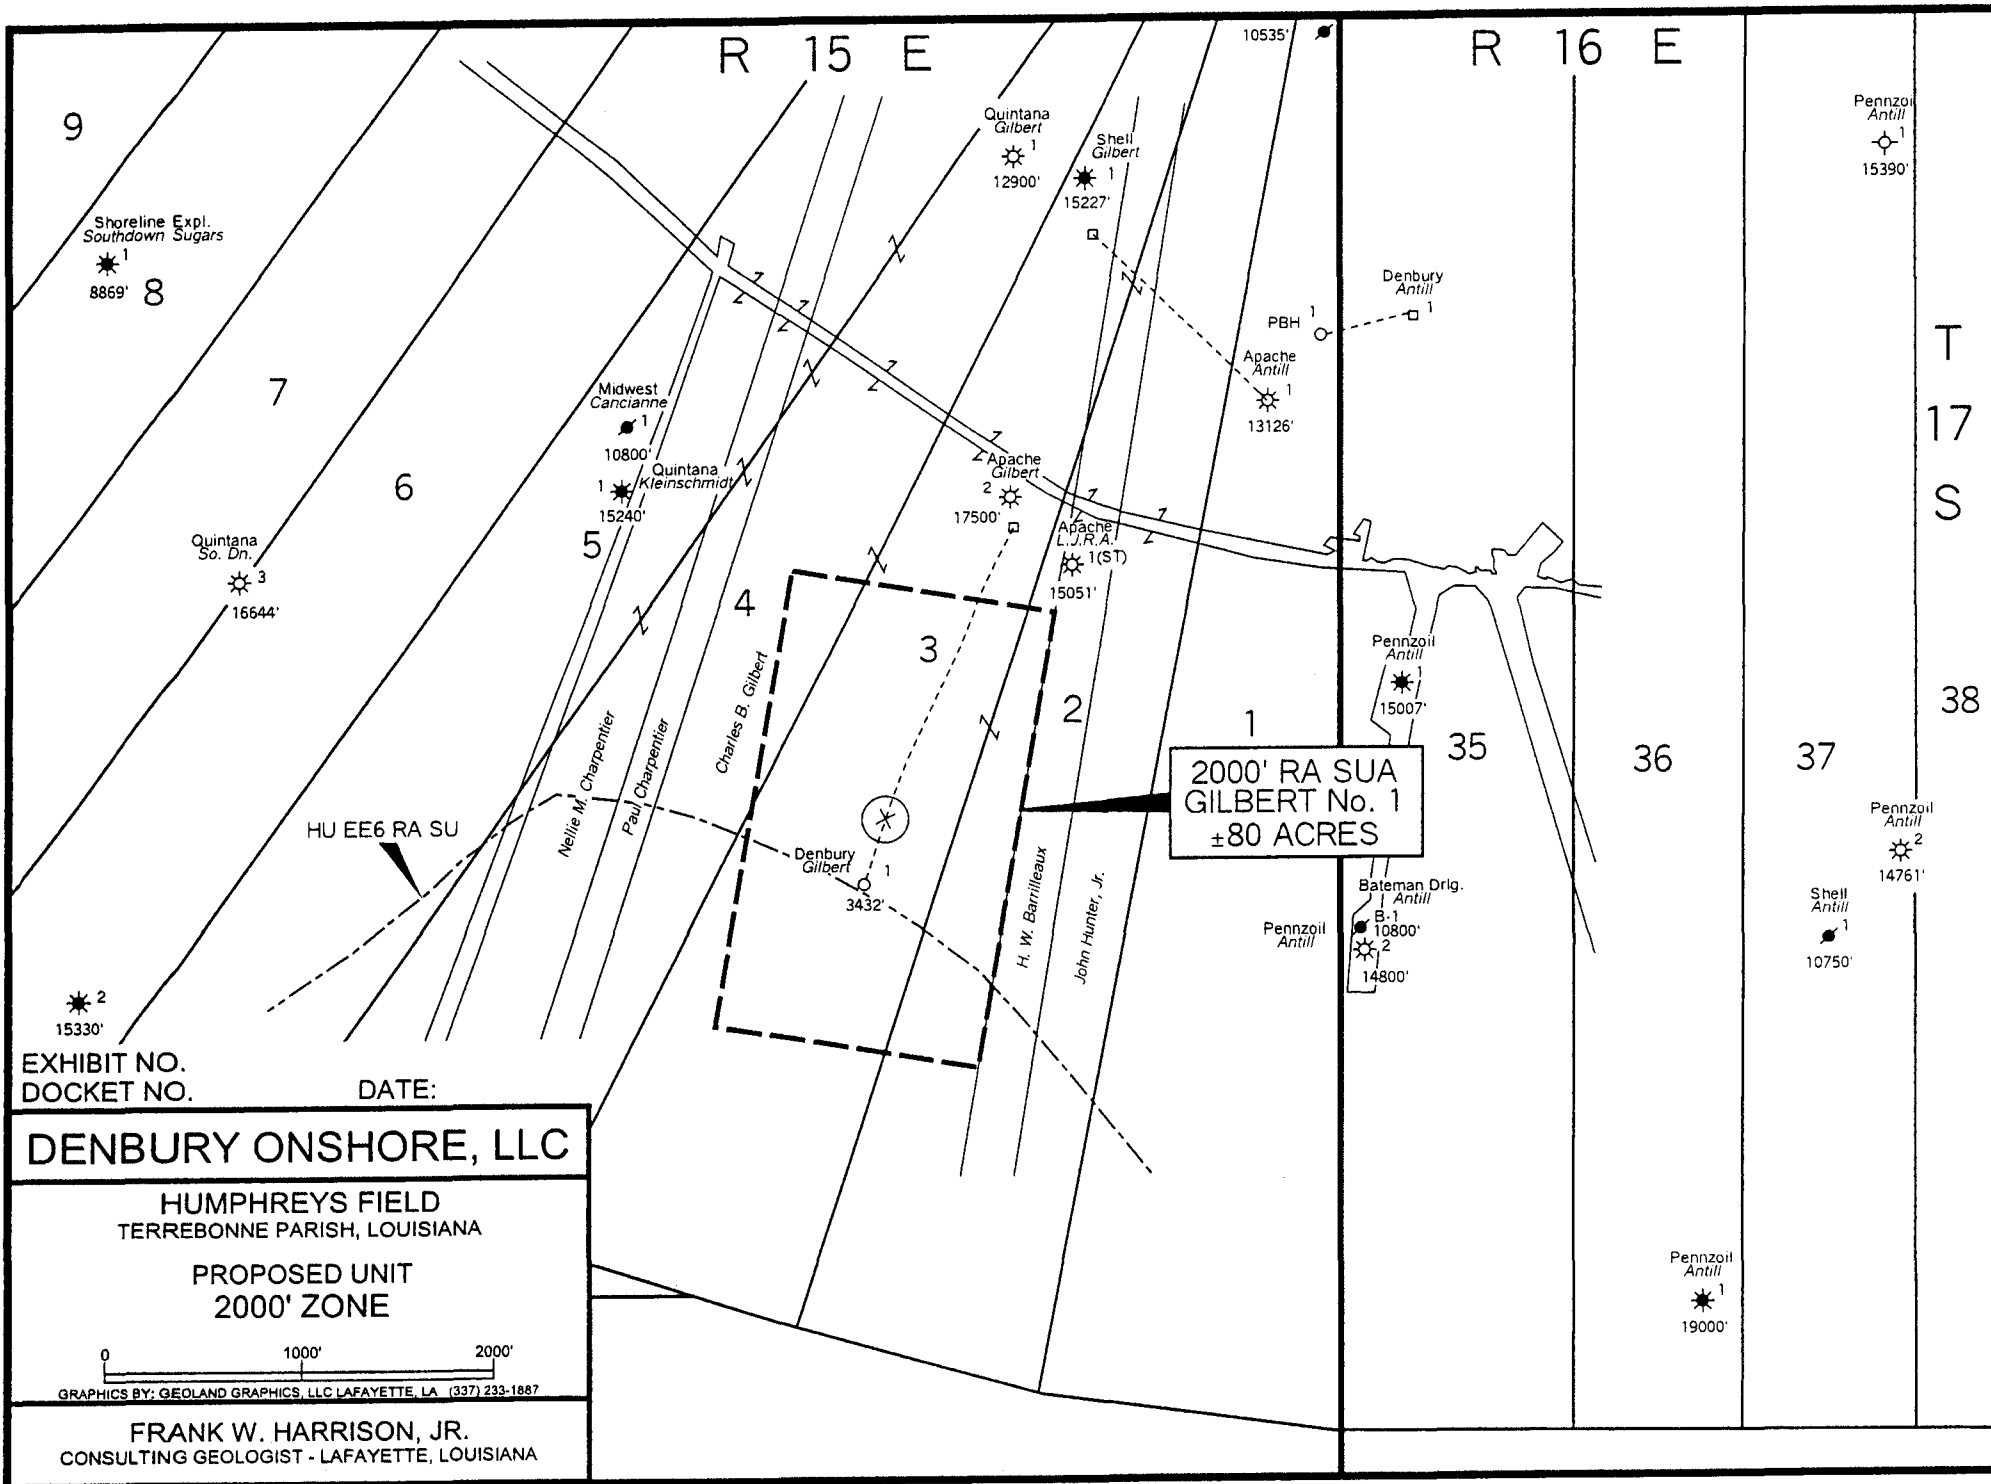 R 15 E
R 16 E
10535'
9
Quintana
Gilbert
1
12900'
Shell
Gilbert
1
15227'
Pennzoil
Antill
1
15390'
Shoreline Expl.
Southdown Sugars
1
8869'
8
Denbury
Antill
1
PBH
1
T
17
S
Apache
Antill
1
13126'
7
Midwest
Cancianne
1
10800'
6
Quintana
Kleinschmidt
1
15240'
Apache
Gilbert
2
17500'
Apache
L.J.R.A.
1(ST)
15051'
5
Quintana
So. Dn.
3
16644'
4
3
2
1
Pennzoil
Antill
1
15007'
35
36
37
38
Charles B. Gilbert
Nellie M. Charpentier
Paul Charpentier
2000' RA SUA
GILBERT No. 1
±80 ACRES
HU EE6 RA SU
Denbury
Gilbert
1
3432'
H. W. Barrilleaux
John Hunter, Jr.
Pennzoil
Antill
2
14761'
Bateman Drlg.
Antill
B-1
10800'
Pennzoil
Antill
2
14800'
Shell
Antill
1
10750'
2
15330'
Pennzoil
Antill
1
19000'
EXHIBIT NO.
DOCKET NO. DATE:
DENBURY ONSHORE, LLC
HUMPHREYS FIELD
TERREBONNE PARISH, LOUISIANA
PROPOSED UNIT
2000' ZONE
0 1000' 2000'
GRAPHICS BY: GEOLAND GRAPHICS, LLC LAFAYETTE, LA (337) 233-1887
FRANK W. HARRISON, JR.
CONSULTING GEOLOGIST - LAFAYETTE, LOUISIANA